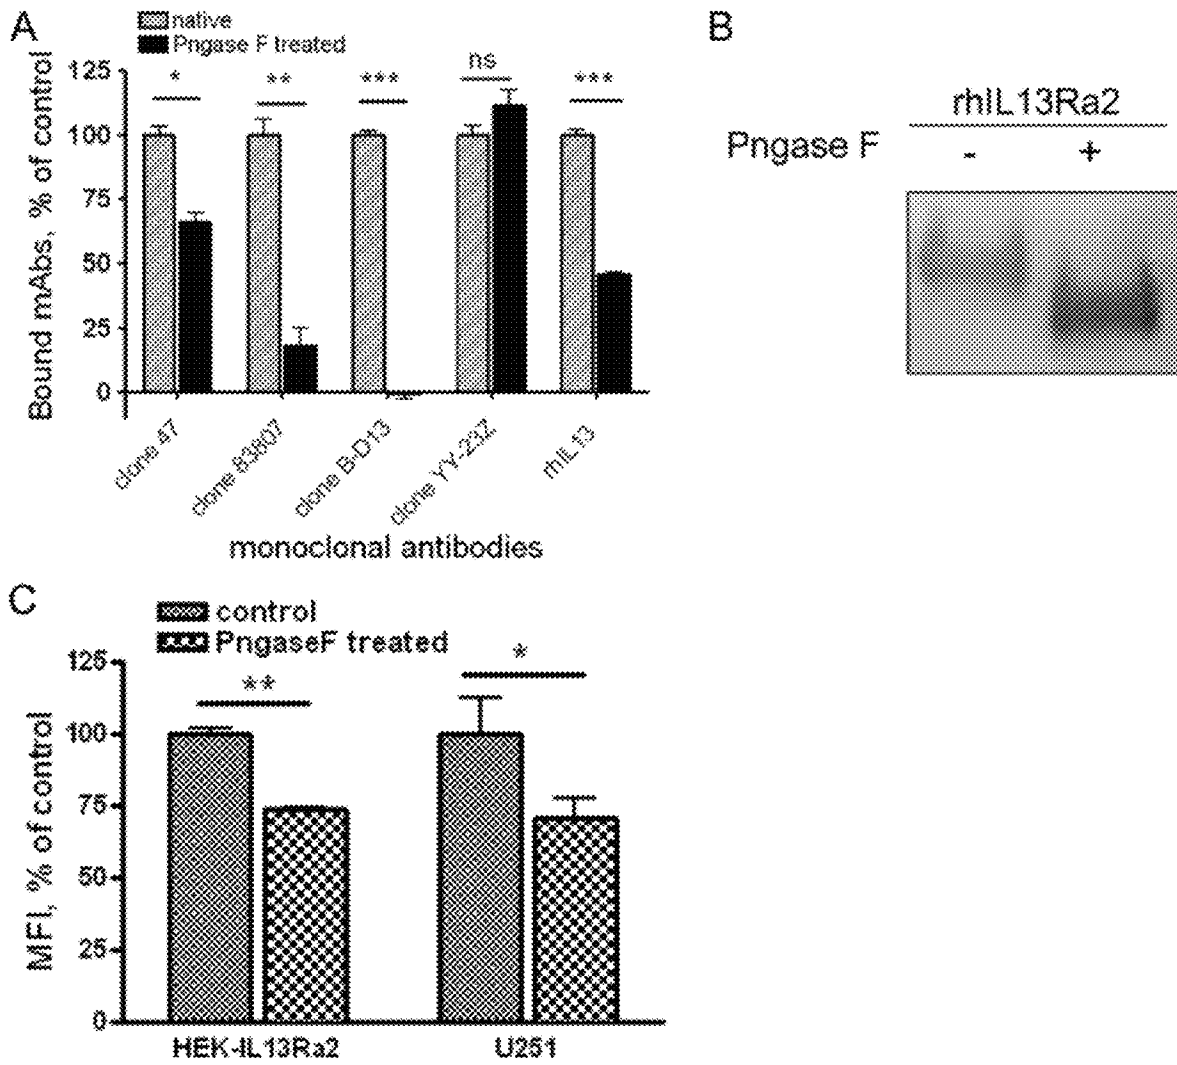 A
native
Pngase F treated
Bound mAbs, % of control
125
100
75
50
25
0
*
**
***
ns
***
clone 47
clone 83807
clone B-D13
clone YY-23Z
rhIL13
monoclonal antibodies
B
rhIL13Ra2
Pngase F - +
C
control
PngaseF treated
MFI, % of control
125
100
75
50
25
0
**
*
HEK-IL13Ra2
U251